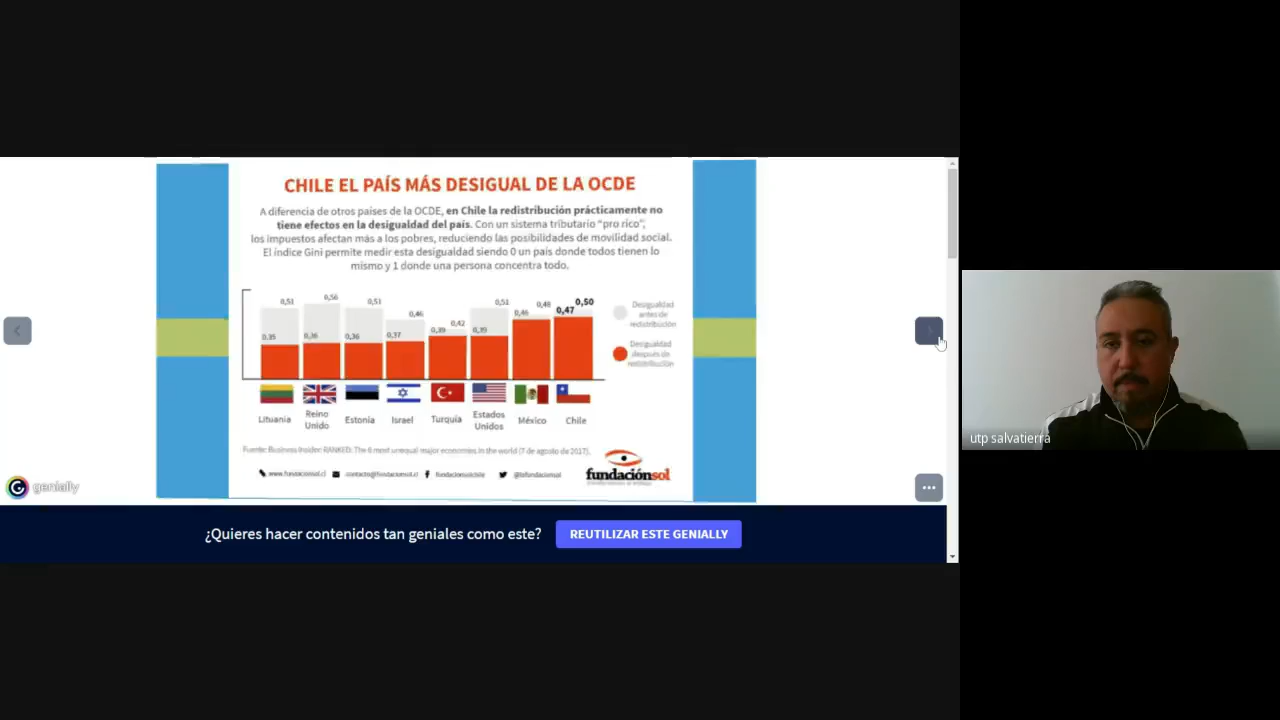 CHILE EL PAÍS MÁS DESIGUAL DE LA OCDE
A diferencia de otros países de la OCDE, en Chile la redistribución prácticamente no
tiene efectos en la desigualdad del país. Con un sistema tributario "pro rico",
los impuestos afectan más a los pobres, reduciendo las posibilidades de movilidad social.
El índice Gini permite medir esta desigualdad siendo 0 un país donde todos tienen lo
mismo y 1 donde una persona concentra todo.
0,51 0,56 0,51 0,46 0,42 0,51 0,48 0,50
0,35 0,36 0,36 0,37 0,39 0,39 0,46 0,47
Desigualdad
antes de
redistribución
Desigualdad
después de
redistribución
Lituania
Reino
Unido
Estonia
Israel
Turquía
Estados
Unidos
México
Chile
Fuente: Business Insider: RANKED: The 6 most unequal major economies in the world (7 de agosto de 2017).
www.fundacionsol.cl contacto@fundacionsol.cl fundacionsolchile @lafundacionsol
fundaciónsol
genially
¿Quieres hacer contenidos tan geniales como este?
REUTILIZAR ESTE GENIALLY
utp salvatierra